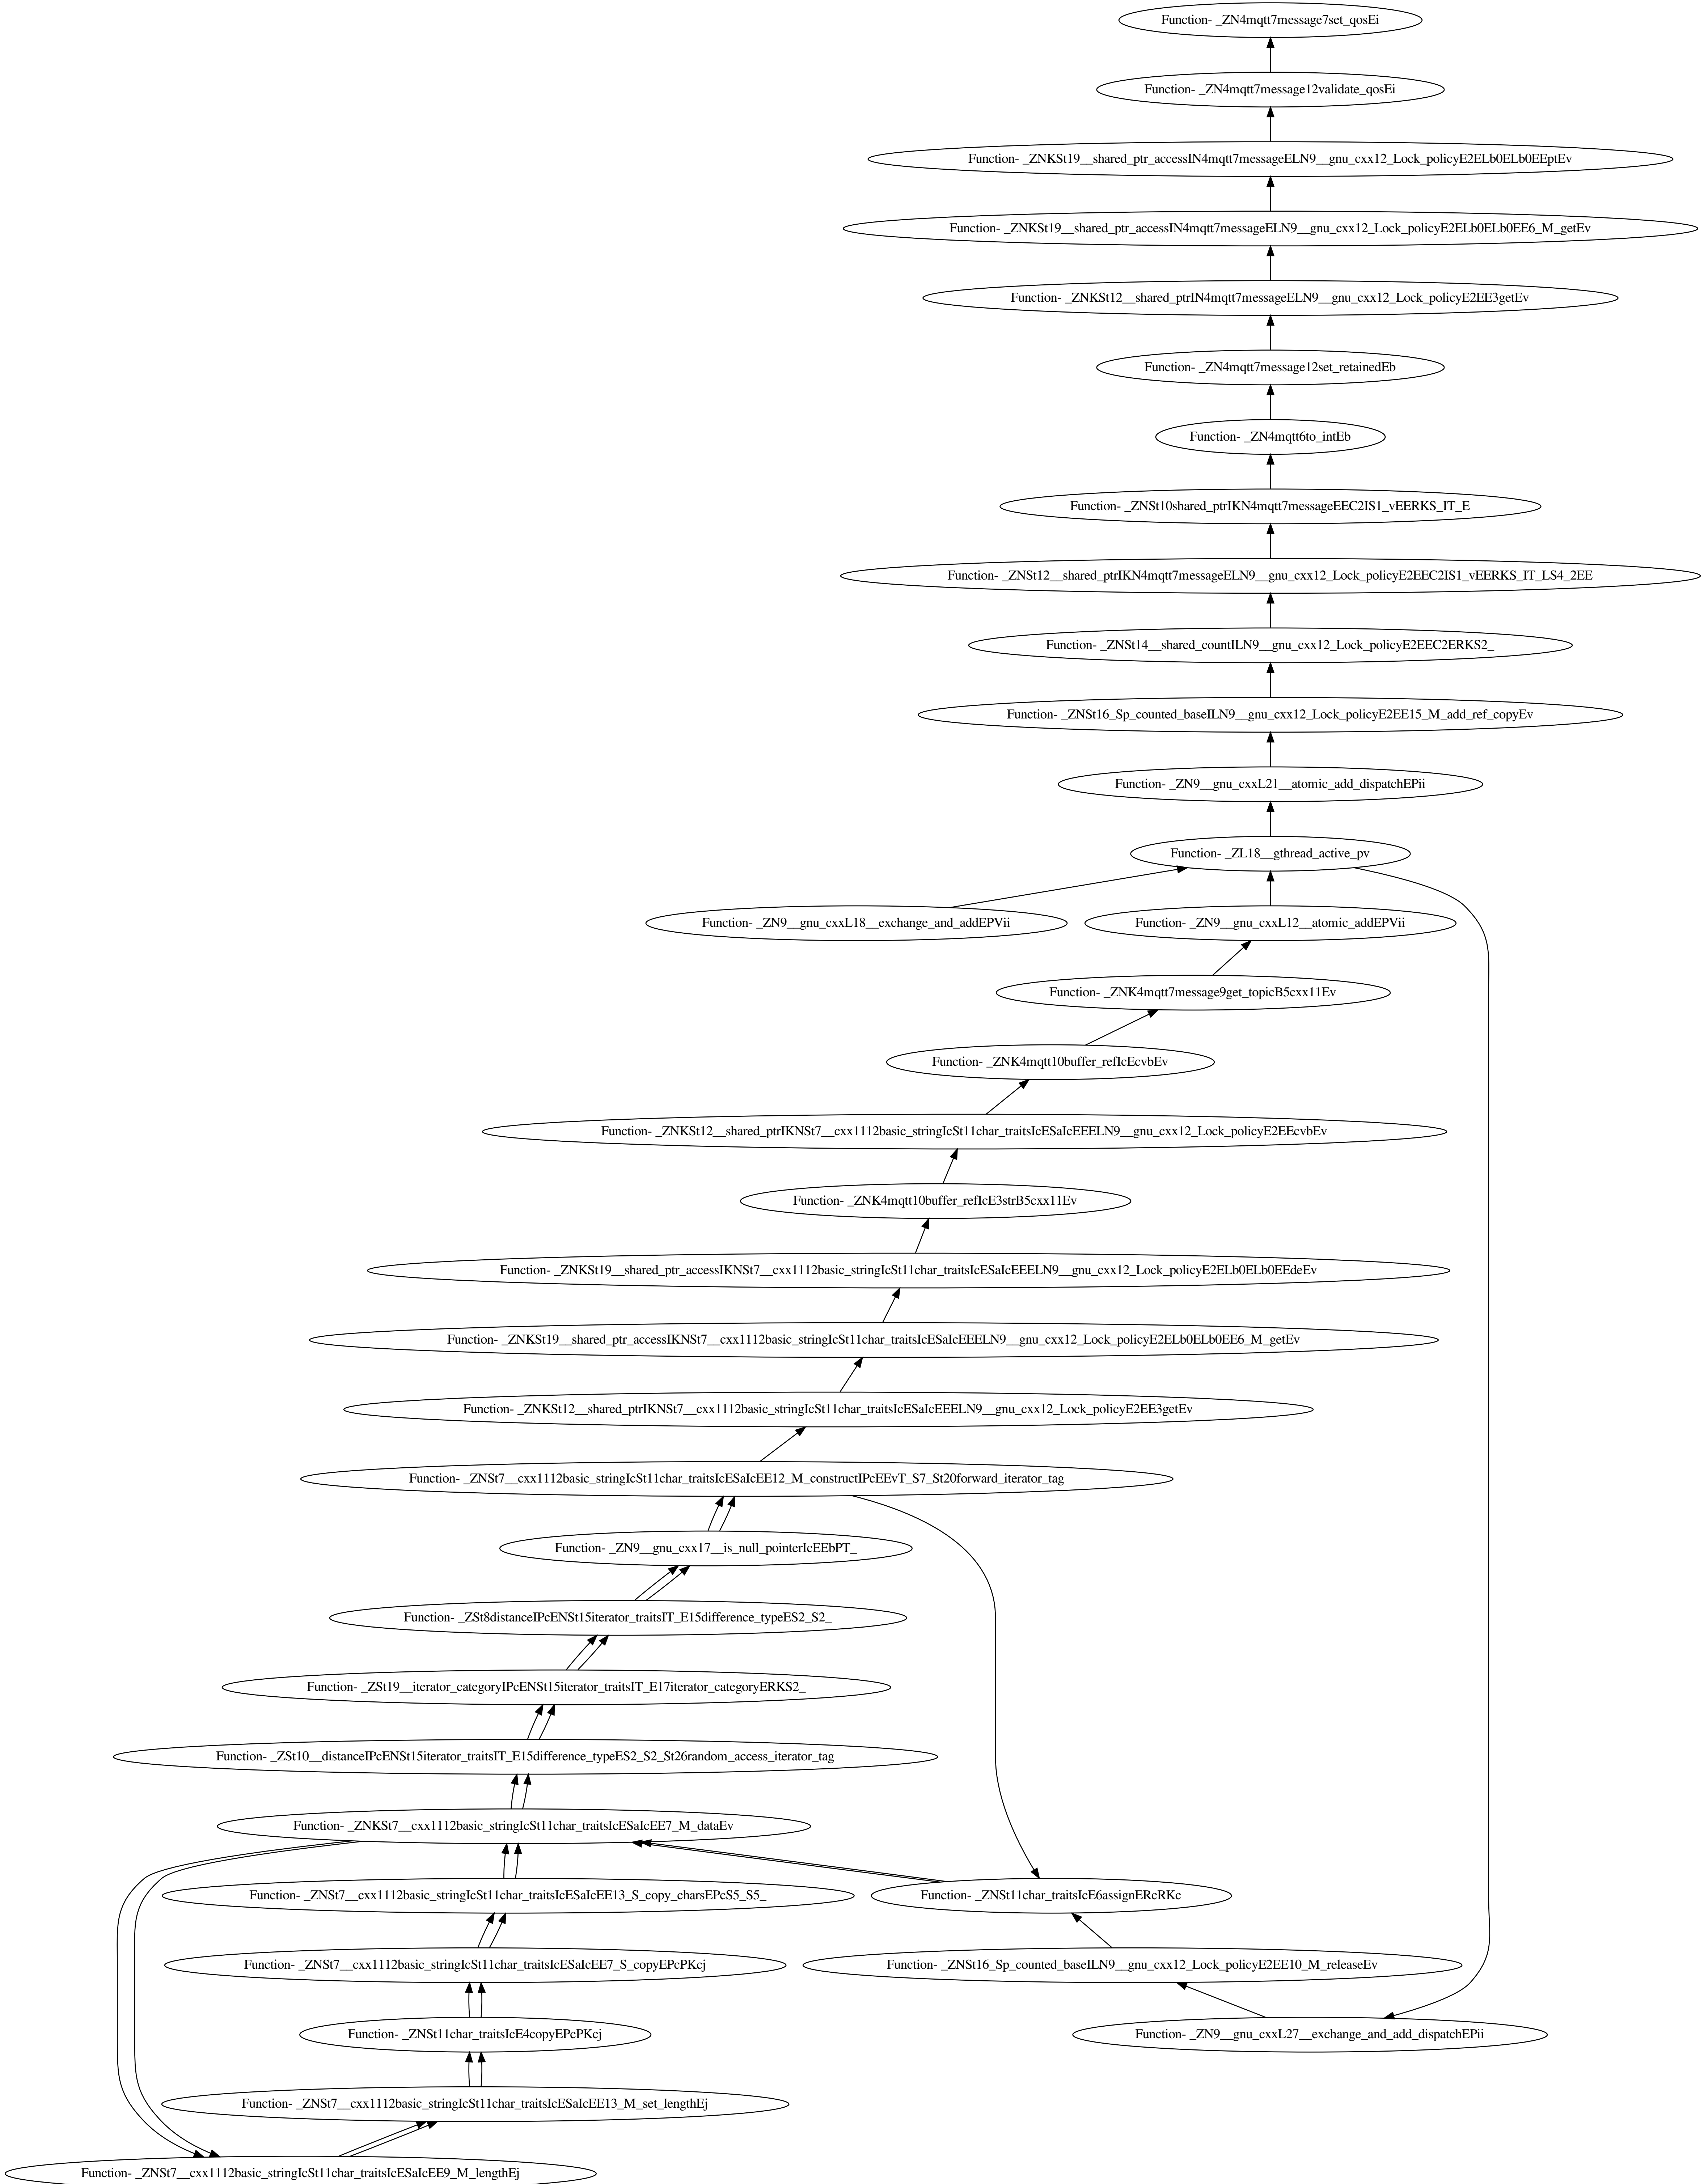 Function- _ZN4mqtt7message7set_qosEi
Function- _ZN4mqtt7message12validate_qosEi
Function- _ZNKSt19__shared_ptr_accessIN4mqtt7messageELN9__gnu_cxx12_Lock_policyE2ELb0ELb0EEptEv
Function- _ZNKSt19__shared_ptr_accessIN4mqtt7messageELN9__gnu_cxx12_Lock_policyE2ELb0ELb0EE6_M_getEv
Function- _ZNKSt12__shared_ptrIN4mqtt7messageELN9__gnu_cxx12_Lock_policyE2EE3getEv
Function- _ZN4mqtt7message12set_retainedEb
Function- _ZN4mqtt6to_intEb
Function- _ZNSt10shared_ptrIKN4mqtt7messageEEC2IS1_vEERKS_IT_E
Function- _ZNSt12__shared_ptrIKN4mqtt7messageELN9__gnu_cxx12_Lock_policyE2EEC2IS1_vEERKS_IT_LS4_2EE
Function- _ZNSt14__shared_countILN9__gnu_cxx12_Lock_policyE2EEC2ERKS2_
Function- _ZNSt16_Sp_counted_baseILN9__gnu_cxx12_Lock_policyE2EE15_M_add_ref_copyEv
Function- _ZN9__gnu_cxxL21__atomic_add_dispatchEPii
Function- _ZL18__gthread_active_pv
Function- _ZN9__gnu_cxxL18__exchange_and_addEPVii
Function- _ZN9__gnu_cxxL12__atomic_addEPVii
Function- _ZNK4mqtt7message9get_topicB5cxx11Ev
Function- _ZNK4mqtt10buffer_refIcEcvbEv
Function- _ZNKSt12__shared_ptrIKNSt7__cxx1112basic_stringIcSt11char_traitsIcESaIcEEELN9__gnu_cxx12_Lock_policyE2EEcvbEv
Function- _ZNK4mqtt10buffer_refIcE3strB5cxx11Ev
Function- _ZNKSt19__shared_ptr_accessIKNSt7__cxx1112basic_stringIcSt11char_traitsIcESaIcEEELN9__gnu_cxx12_Lock_policyE2ELb0ELb0EEdeEv
Function- _ZNKSt19__shared_ptr_accessIKNSt7__cxx1112basic_stringIcSt11char_traitsIcESaIcEEELN9__gnu_cxx12_Lock_policyE2ELb0ELb0EE6_M_getEv
Function- _ZNKSt12__shared_ptrIKNSt7__cxx1112basic_stringIcSt11char_traitsIcESaIcEEELN9__gnu_cxx12_Lock_policyE2EE3getEv
Function- _ZNSt7__cxx1112basic_stringIcSt11char_traitsIcESaIcEE12_M_constructIPcEEvT_S7_St20forward_iterator_tag
Function- _ZN9__gnu_cxx17__is_null_pointerIcEEbPT_
Function- _ZSt8distanceIPcENSt15iterator_traitsIT_E15difference_typeES2_S2_
Function- _ZSt19__iterator_categoryIPcENSt15iterator_traitsIT_E17iterator_categoryERKS2_
Function- _ZSt10__distanceIPcENSt15iterator_traitsIT_E15difference_typeES2_S2_St26random_access_iterator_tag
Function- _ZNKSt7__cxx1112basic_stringIcSt11char_traitsIcESaIcEE7_M_dataEv
Function- _ZNSt7__cxx1112basic_stringIcSt11char_traitsIcESaIcEE13_S_copy_charsEPcS5_S5_
Function- _ZNSt11char_traitsIcE6assignERcRKc
Function- _ZNSt7__cxx1112basic_stringIcSt11char_traitsIcESaIcEE7_S_copyEPcPKcj
Function- _ZNSt16_Sp_counted_baseILN9__gnu_cxx12_Lock_policyE2EE10_M_releaseEv
Function- _ZNSt11char_traitsIcE4copyEPcPKcj
Function- _ZN9__gnu_cxxL27__exchange_and_add_dispatchEPii
Function- _ZNSt7__cxx1112basic_stringIcSt11char_traitsIcESaIcEE13_M_set_lengthEj
Function- _ZNSt7__cxx1112basic_stringIcSt11char_traitsIcESaIcEE9_M_lengthEj